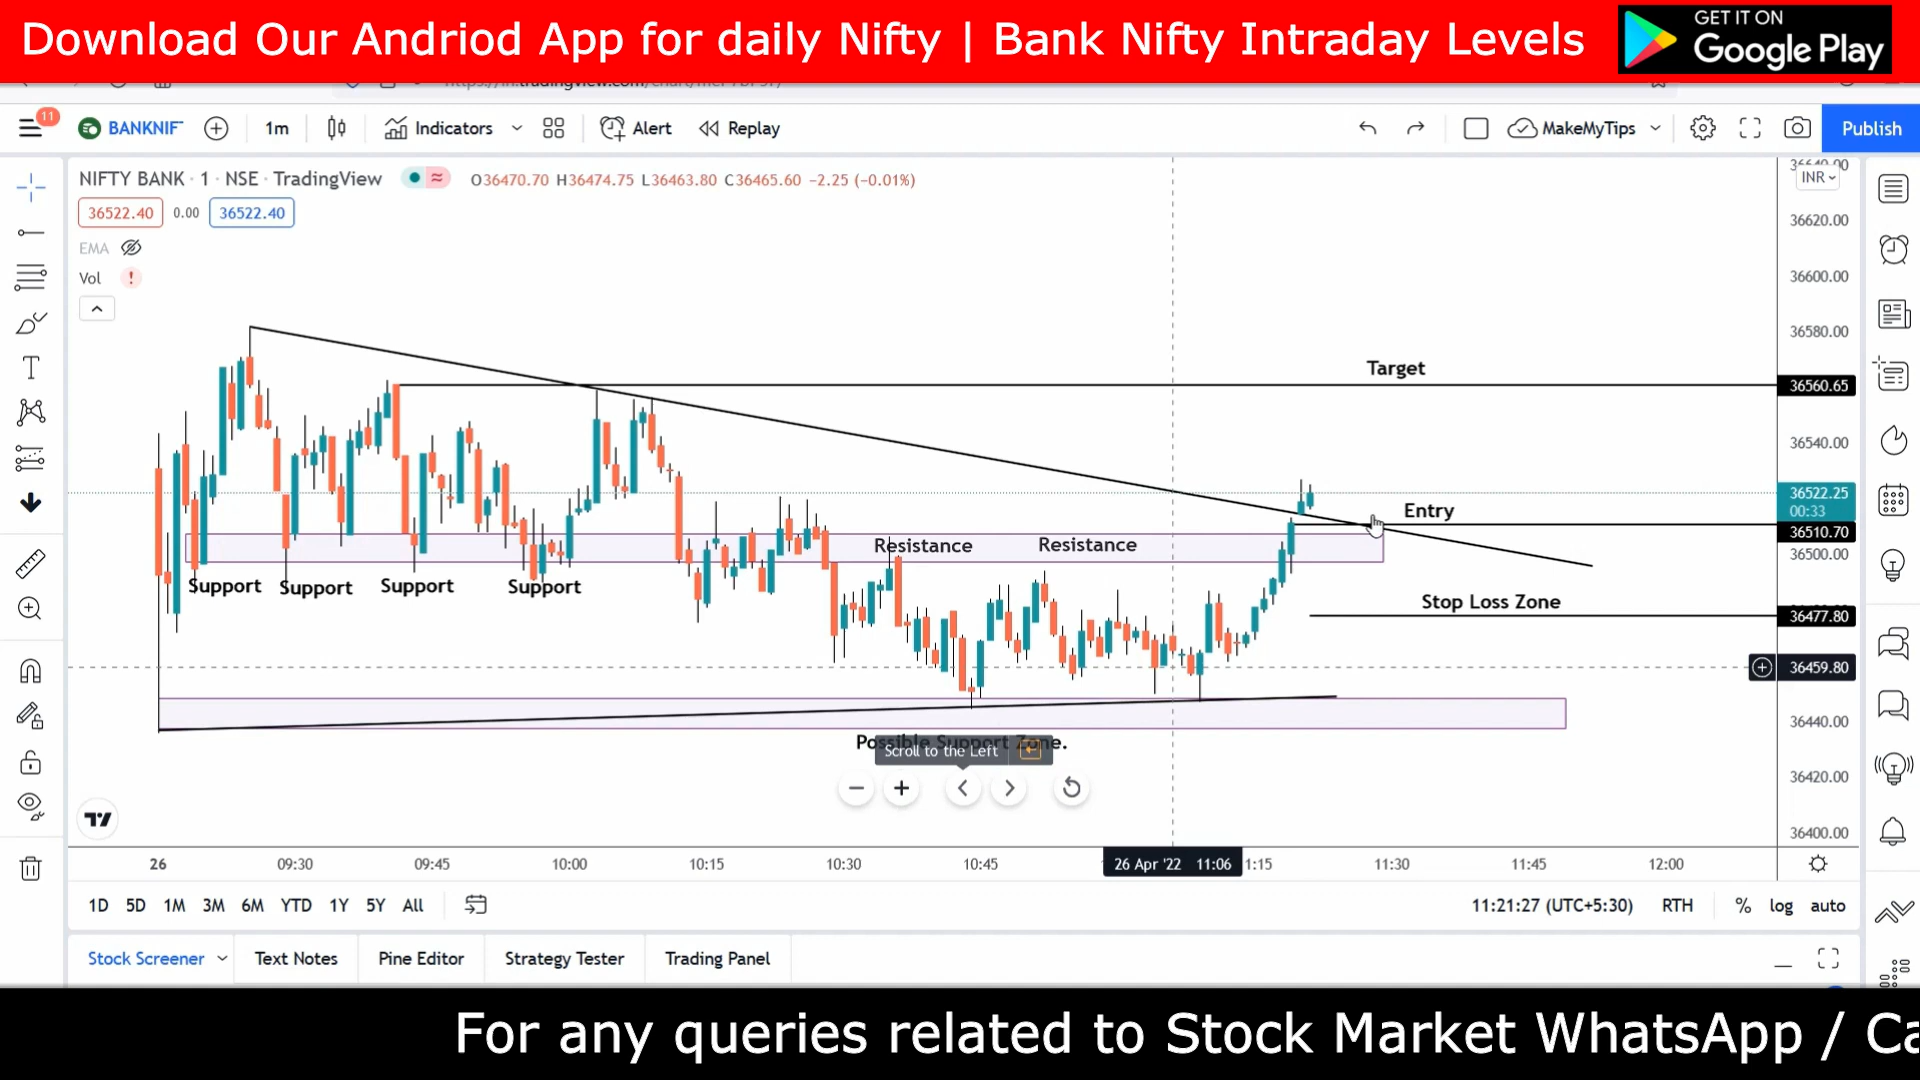 Download Our Andriod App for daily Nifty | Bank Nifty Intraday Levels
GET IT ON
Google Play
11
BANKNIF
1m
Indicators
Alert
Replay
MakeMyTips
Publish
NIFTY BANK · 1 · NSE · TradingView
O36470.70 H36474.75 L36463.80 C36465.60 −2.25 (−0.01%)
36522.40 0.00 36522.40
EMA
Vol !
INR
36640.00
36620.00
36600.00
36580.00
36560.65
36540.00
36522.25
00:33
36510.70
36500.00
36477.80
36459.80
36440.00
36420.00
36400.00
Target
Entry
Resistance Resistance
Support Support Support Support
Stop Loss Zone
Possible Support Zone.
Scroll to the Left
26 09:30 09:45 10:00 10:15 10:30 10:45 26 Apr '22 11:06 1:15 11:30 11:45 12:00
1D 5D 1M 3M 6M YTD 1Y 5Y All
11:21:27 (UTC+5:30) RTH % log auto
Stock Screener Text Notes Pine Editor Strategy Tester Trading Panel
For any queries related to Stock Market WhatsApp / Ca